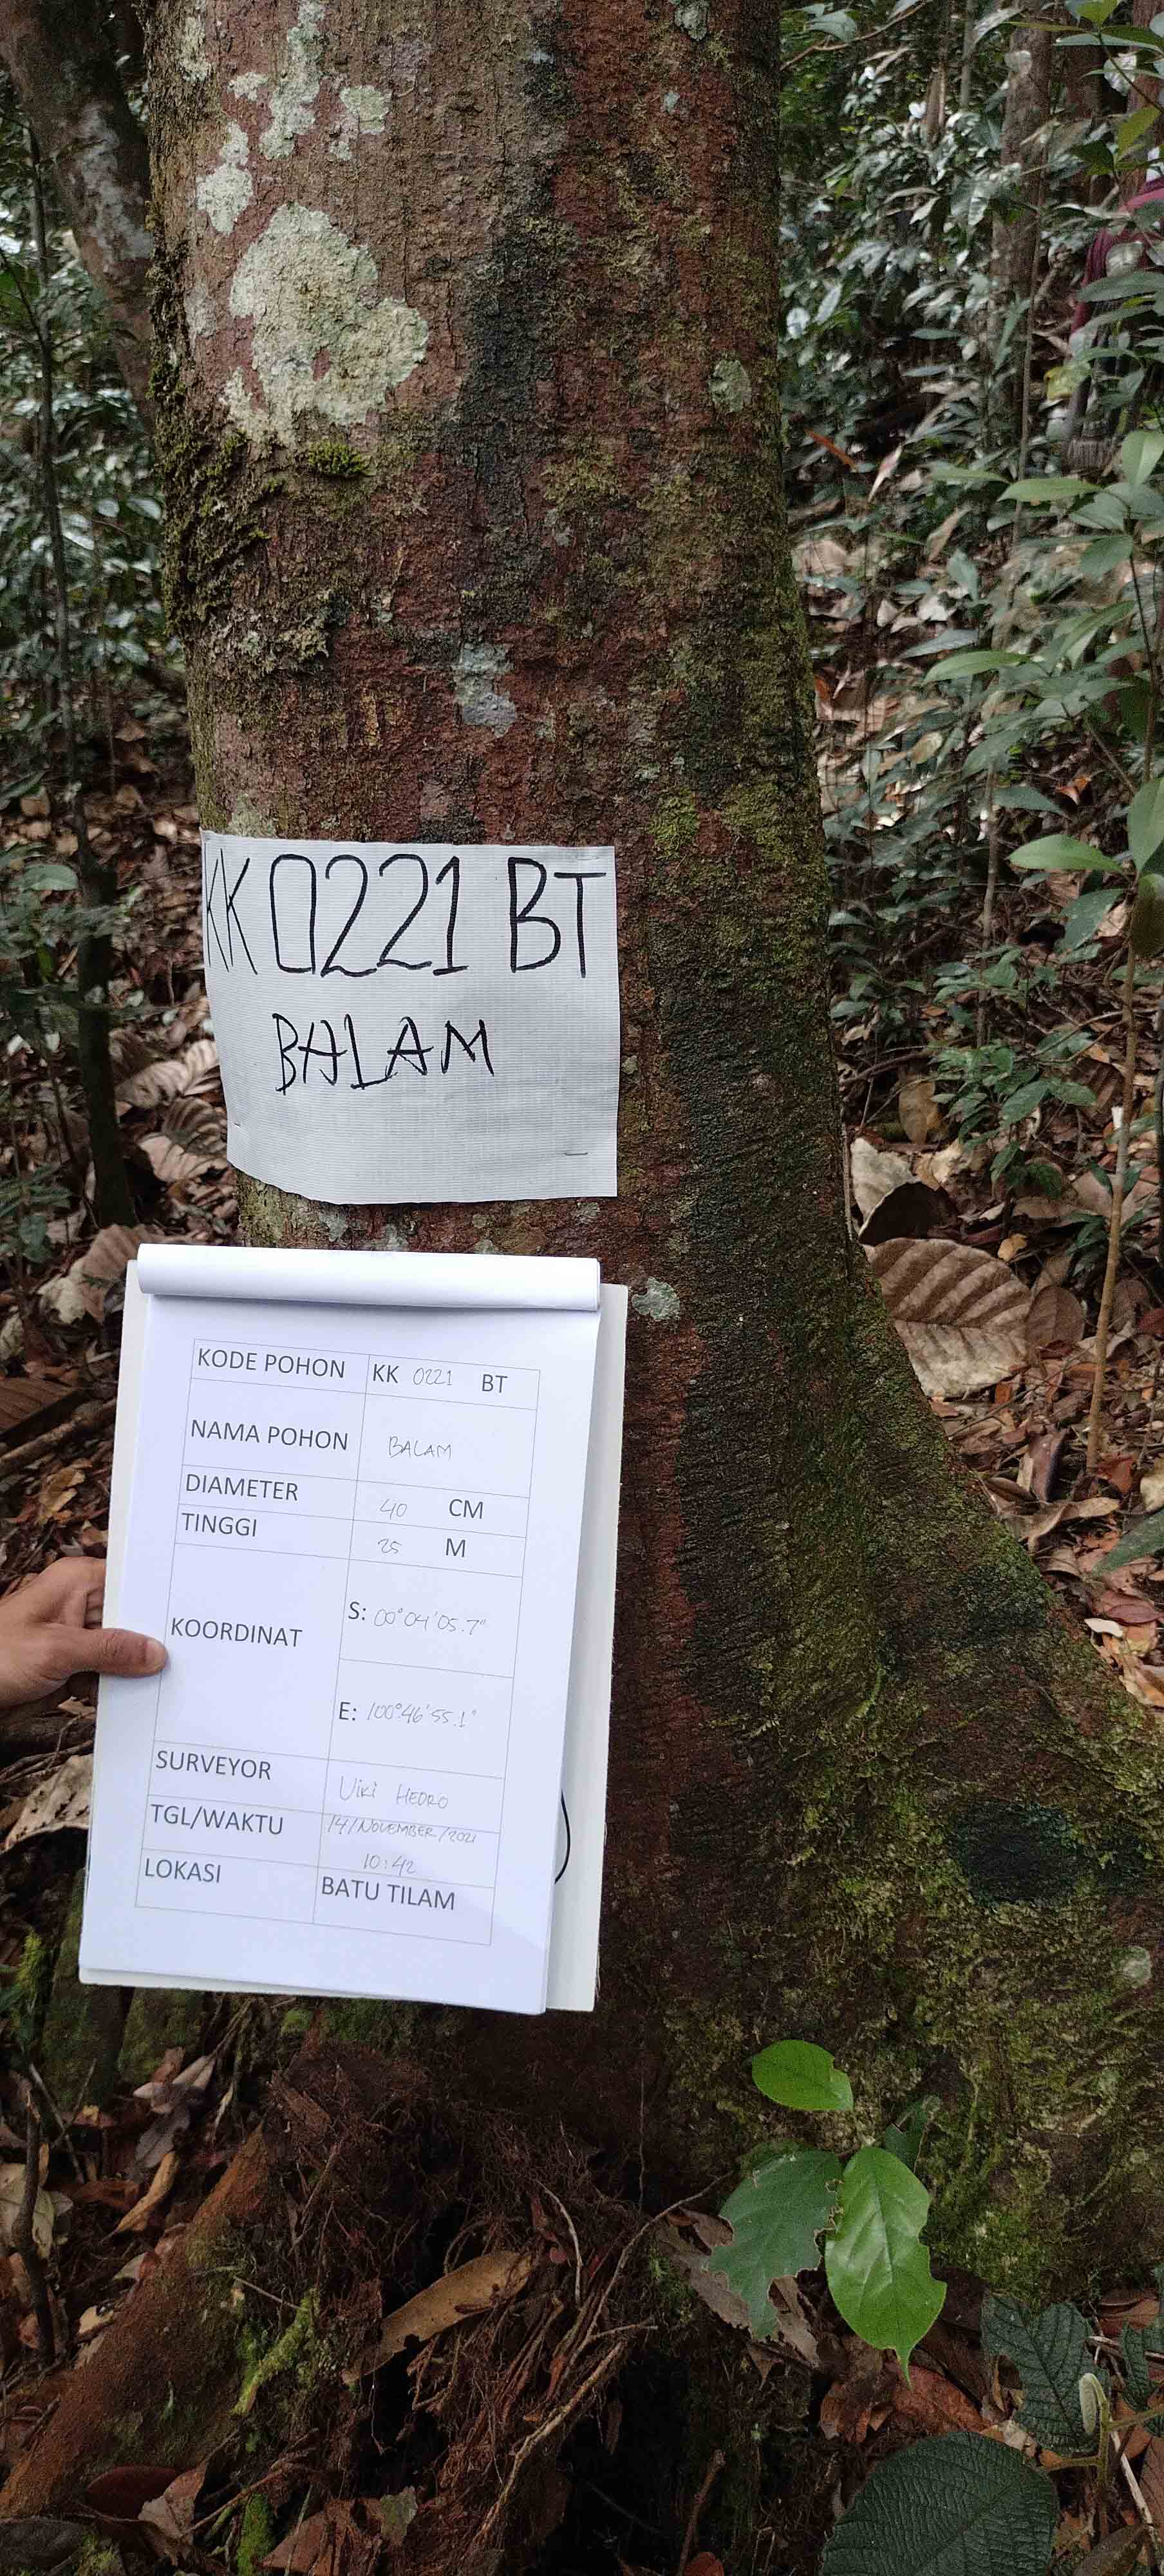 KK 0221 BT
BALAM
KODE POHON KK 0221 BT
NAMA POHON BALAM
DIAMETER 40 CM
TINGGI 25 M
KOORDINAT
S: 00°04'05.7"
E: 100°46'55.1"
SURVEYOR UiKi HEDRO
TGL/WAKTU 14/NOVEMBER/2021
10:42
LOKASI BATU TILAM